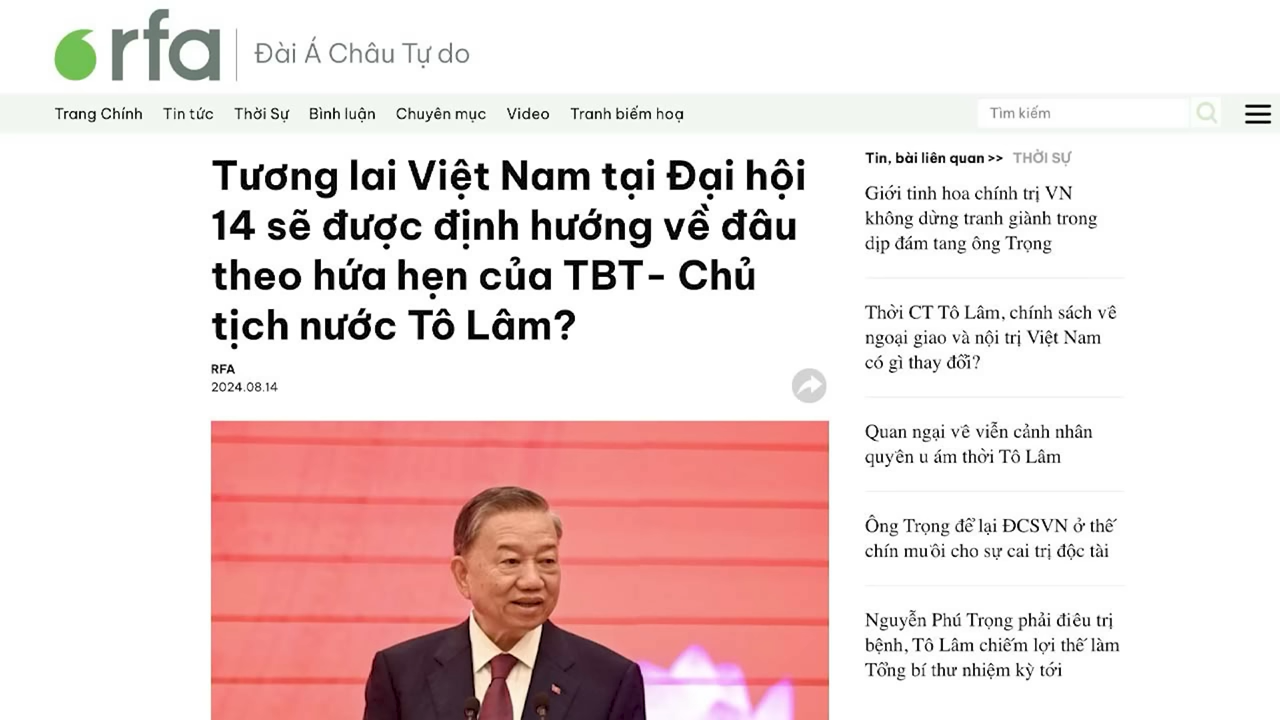 rfa
Đài Á Châu Tự do
Trang Chính Tin tức Thời Sự Bình luận Chuyên mục Video Tranh biếm hoạ
Tìm kiếm
Tương lai Việt Nam tại Đại hội
14 sẽ được định hướng về đâu
theo hứa hẹn của TBT- Chủ
tịch nước Tô Lâm?
RFA
2024.08.14
Tin, bài liên quan >> THỜI SỰ
Giới tinh hoa chính trị VN
không dừng tranh giành trong
dịp đám tang ông Trọng
Thời CT Tô Lâm, chính sách về
ngoại giao và nội trị Việt Nam
có gì thay đổi?
Quan ngại về viễn cảnh nhân
quyền u ám thời Tô Lâm
Ông Trọng để lại ĐCSVN ở thế
chín muồi cho sự cai trị độc tài
Nguyễn Phú Trọng phải điều trị
bệnh, Tô Lâm chiếm lợi thế làm
Tổng bí thư nhiệm kỳ tới